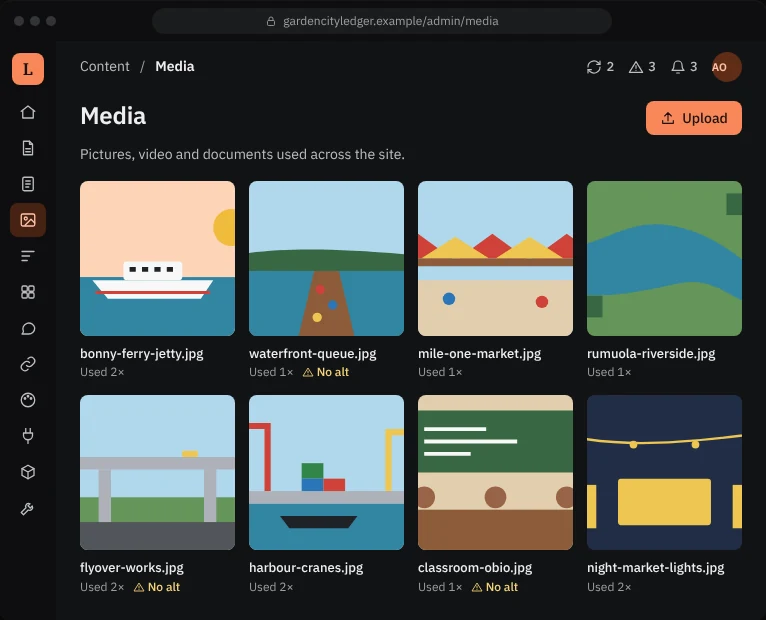 gardencityledger.example/admin/media
L
Content / Media
2
3
3
AO
Media
Upload
Pictures, video and documents used across the site.
bonny-ferry-jetty.jpg
Used 2×
waterfront-queue.jpg
Used 1× No alt
mile-one-market.jpg
Used 1×
rumuola-riverside.jpg
Used 1×
flyover-works.jpg
Used 2× No alt
harbour-cranes.jpg
Used 2×
classroom-obio.jpg
Used 1× No alt
night-market-lights.jpg
Used 2×